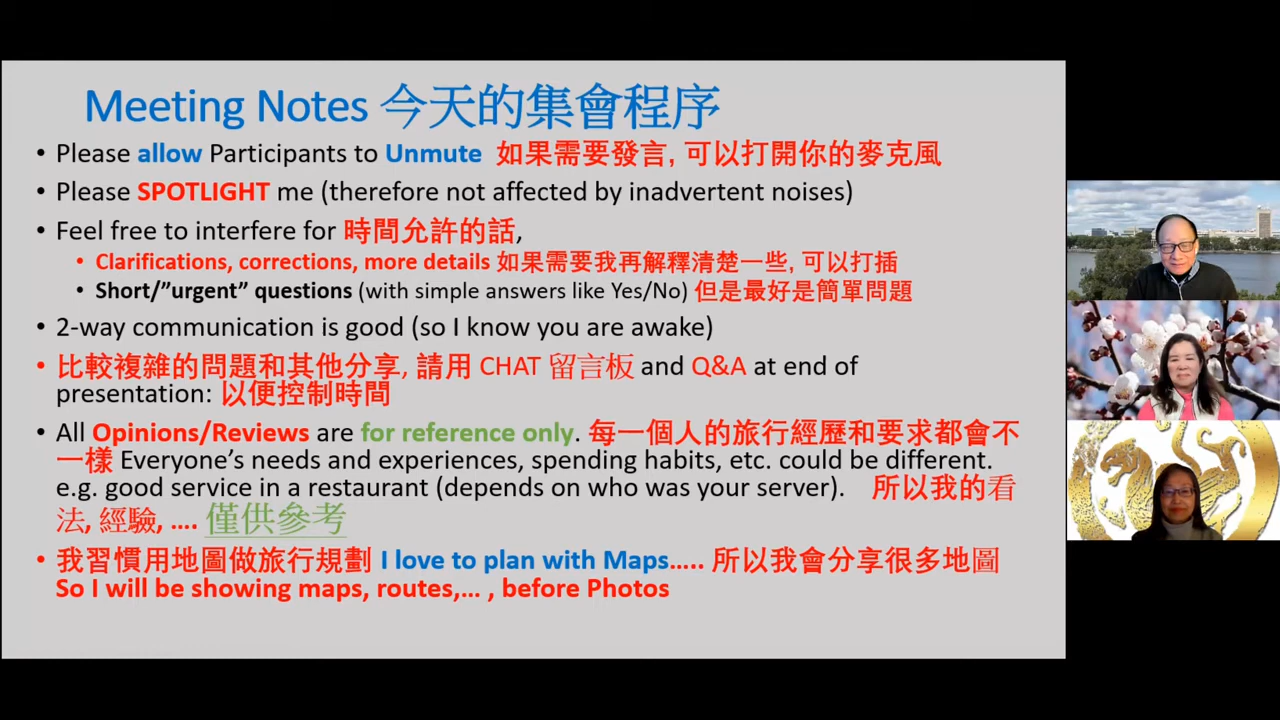 Meeting Notes 今天的集會程序
• Please allow Participants to Unmute 如果需要發言, 可以打開你的麥克風
• Please SPOTLIGHT me (therefore not affected by inadvertent noises)
• Feel free to interfere for 時間允許的話,
• Clarifications, corrections, more details 如果需要我再解釋清楚一些, 可以打插
• Short/”urgent” questions (with simple answers like Yes/No) 但是最好是簡單問題
• 2-way communication is good (so I know you are awake)
• 比較複雜的問題和其他分享, 請用 CHAT 留言板 and Q&A at end of
presentation: 以便控制時間
• All Opinions/Reviews are for reference only. 每一個人的旅行經歷和要求都會不
一樣 Everyone’s needs and experiences, spending habits, etc. could be different.
e.g. good service in a restaurant (depends on who was your server). 所以我的看
法, 經驗, …. 僅供參考
• 我習慣用地圖做旅行規劃 I love to plan with Maps….. 所以我會分享很多地圖
So I will be showing maps, routes,… , before Photos